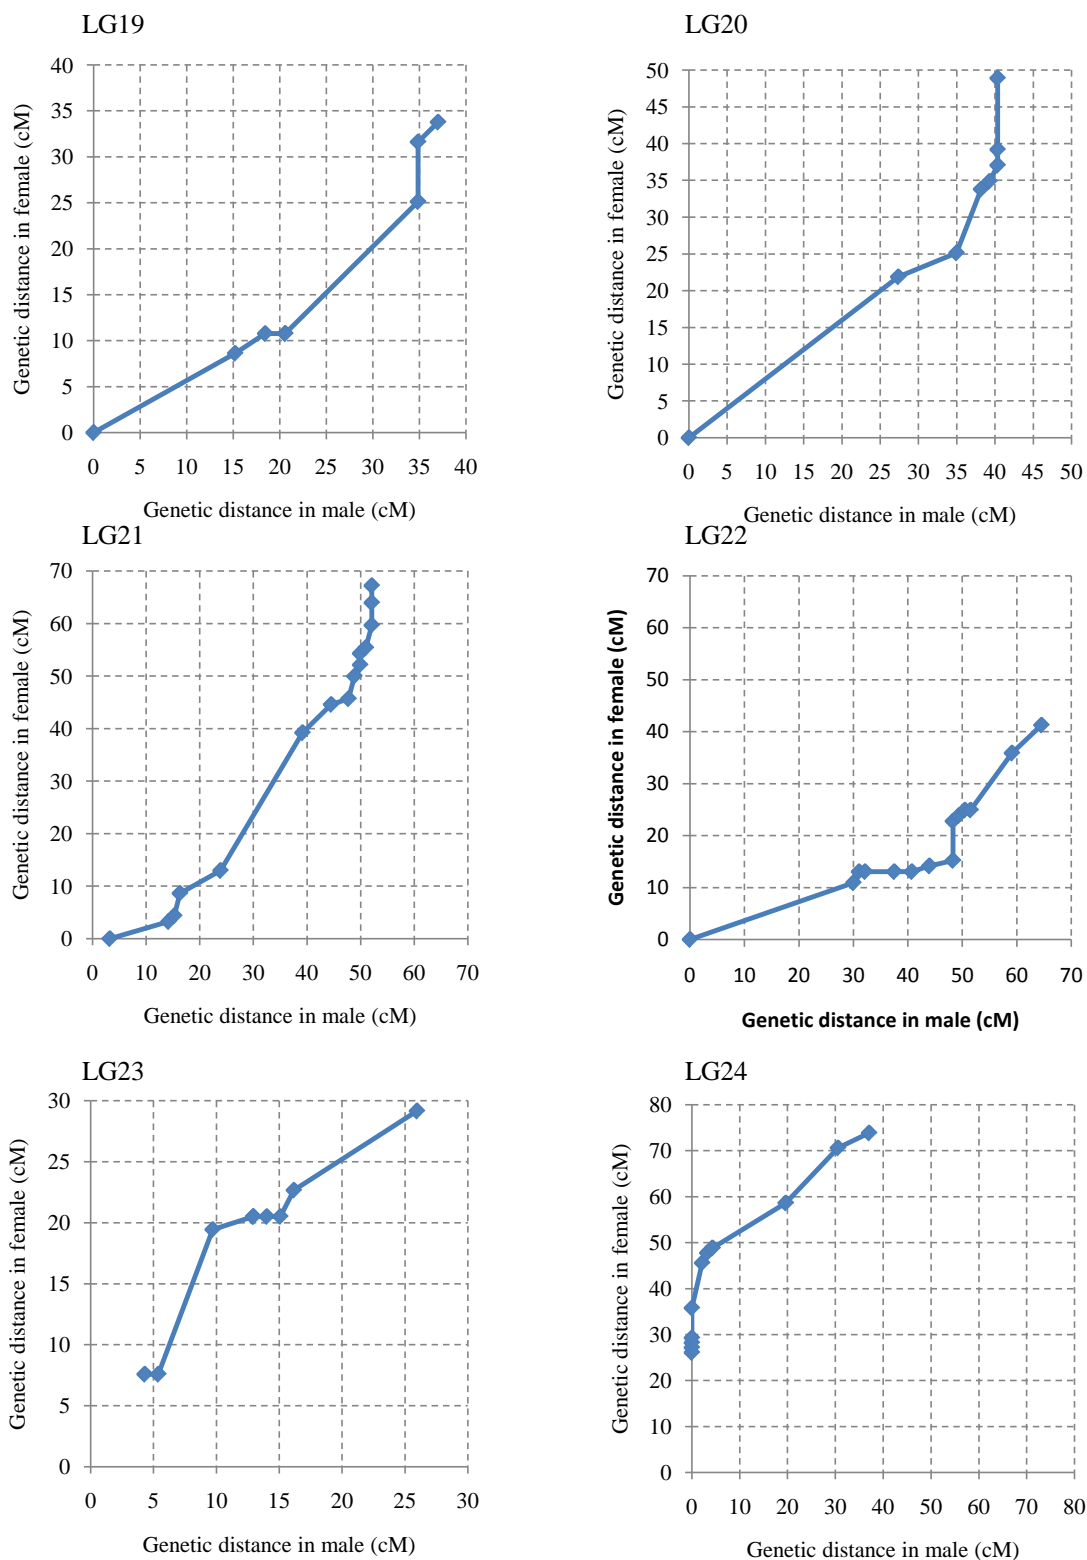 LG19
40
35
30
25
20
15
10
5
0
0 5 10 15 20 25 30 35 40
Genetic distance in female (cM)
Genetic distance in male (cM)
LG20
50
45
40
35
30
25
20
15
10
5
0
0 5 10 15 20 25 30 35 40 45 50
Genetic distance in female (cM)
Genetic distance in male (cM)
LG21
70
60
50
40
30
20
10
0
0 10 20 30 40 50 60 70
Genetic distance in female (cM)
Genetic distance in male (cM)
LG22
70
60
50
40
30
20
10
0
10 20 30 40 50 60 70
Genetic distance in female (cM)
Genetic distance in male (cM)
LG23
30
25
20
15
10
5
0
0 5 10 15 20 25 30
Genetic distance in female (cM)
Genetic distance in male (cM)
LG24
80
70
60
50
40
30
20
10
0
0 10 20 30 40 50 60 70 80
Genetic distance in female (cM)
Genetic distance in male (cM)